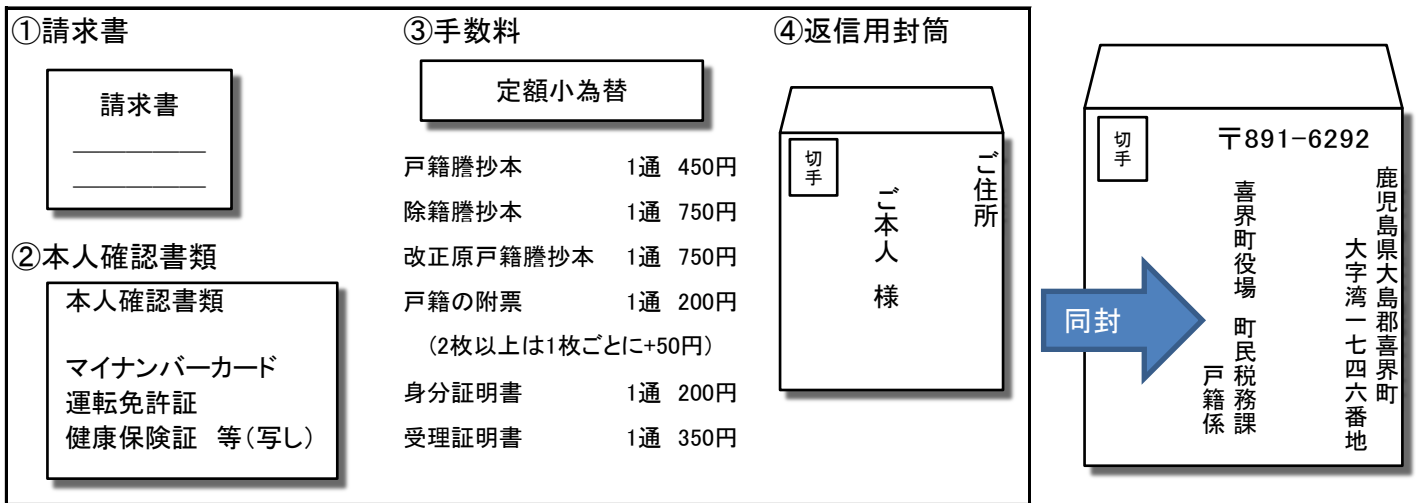 ①請求書
請求書
②本人確認書類
本人確認書類
マイナンバーカード
運転免許証
健康保険証 等(写し)
③手数料
定額小為替
戸籍謄抄本 1通 450円
除籍謄抄本 1通 750円
改正原戸籍謄抄本 1通 750円
戸籍の附票 1通 200円
(2枚以上は1枚ごとに+50円)
身分証明書 1通 200円
受理証明書 1通 350円
④返信用封筒
切手
ご住所
ご本人 様
同封
切手
〒891-6292
鹿児島県大島郡喜界町
大字湾一七四六番地
喜界町役場 町民税務課
戸籍係